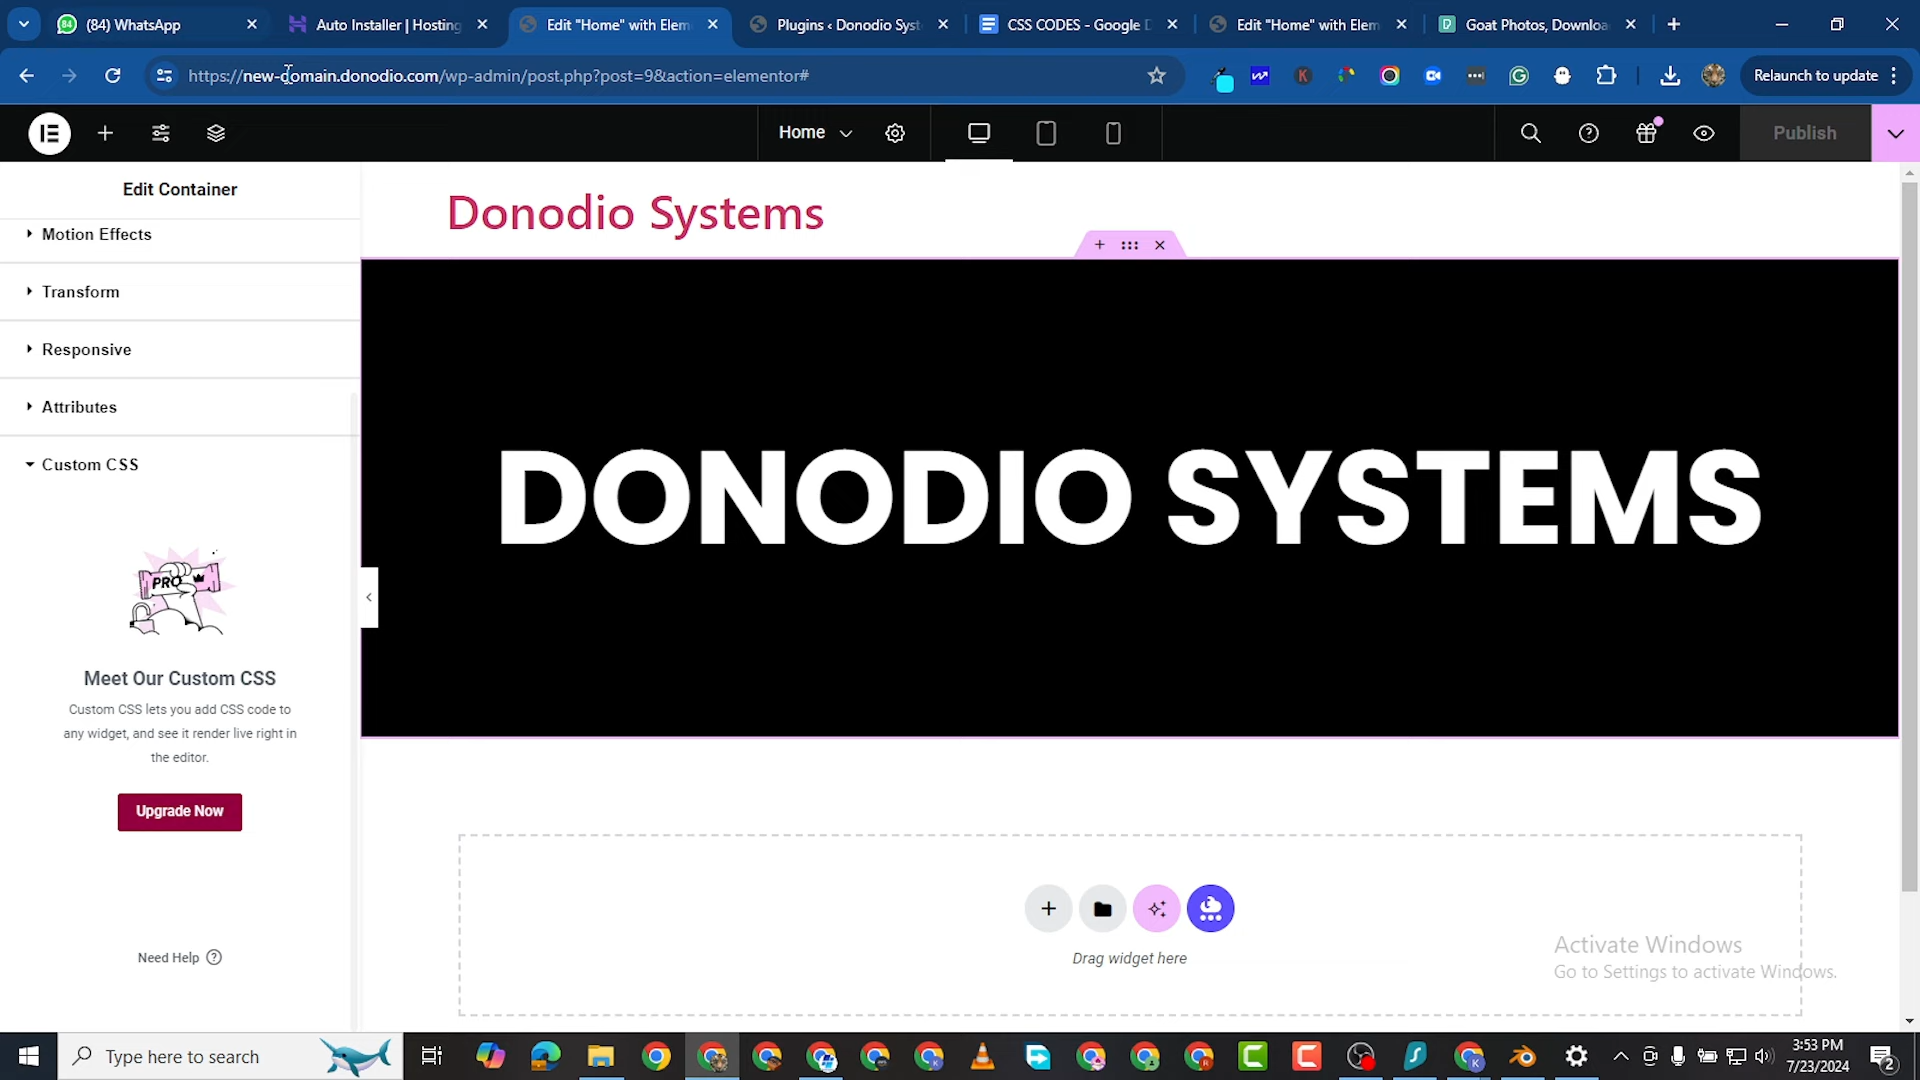 (84) WhatsApp
Auto Installer | Hosting
Edit "Home" with Elem
Plugins ‹ Donodio Syst
CSS CODES - Google D
Edit "Home" with Elem
Goat Photos, Downloa
https://new-domain.donodio.com/wp-admin/post.php?post=9&action=elementor#
Relaunch to update
Home
Publish
Edit Container
Motion Effects
Transform
Responsive
Attributes
Custom CSS
PRO
Meet Our Custom CSS
Custom CSS lets you add CSS code to
any widget, and see it render live right in
the editor.
Upgrade Now
Need Help
Donodio Systems
DONODIO SYSTEMS
Drag widget here
Activate Windows
Go to Settings to activate Windows.
Type here to search
3:53 PM
7/23/2024
2